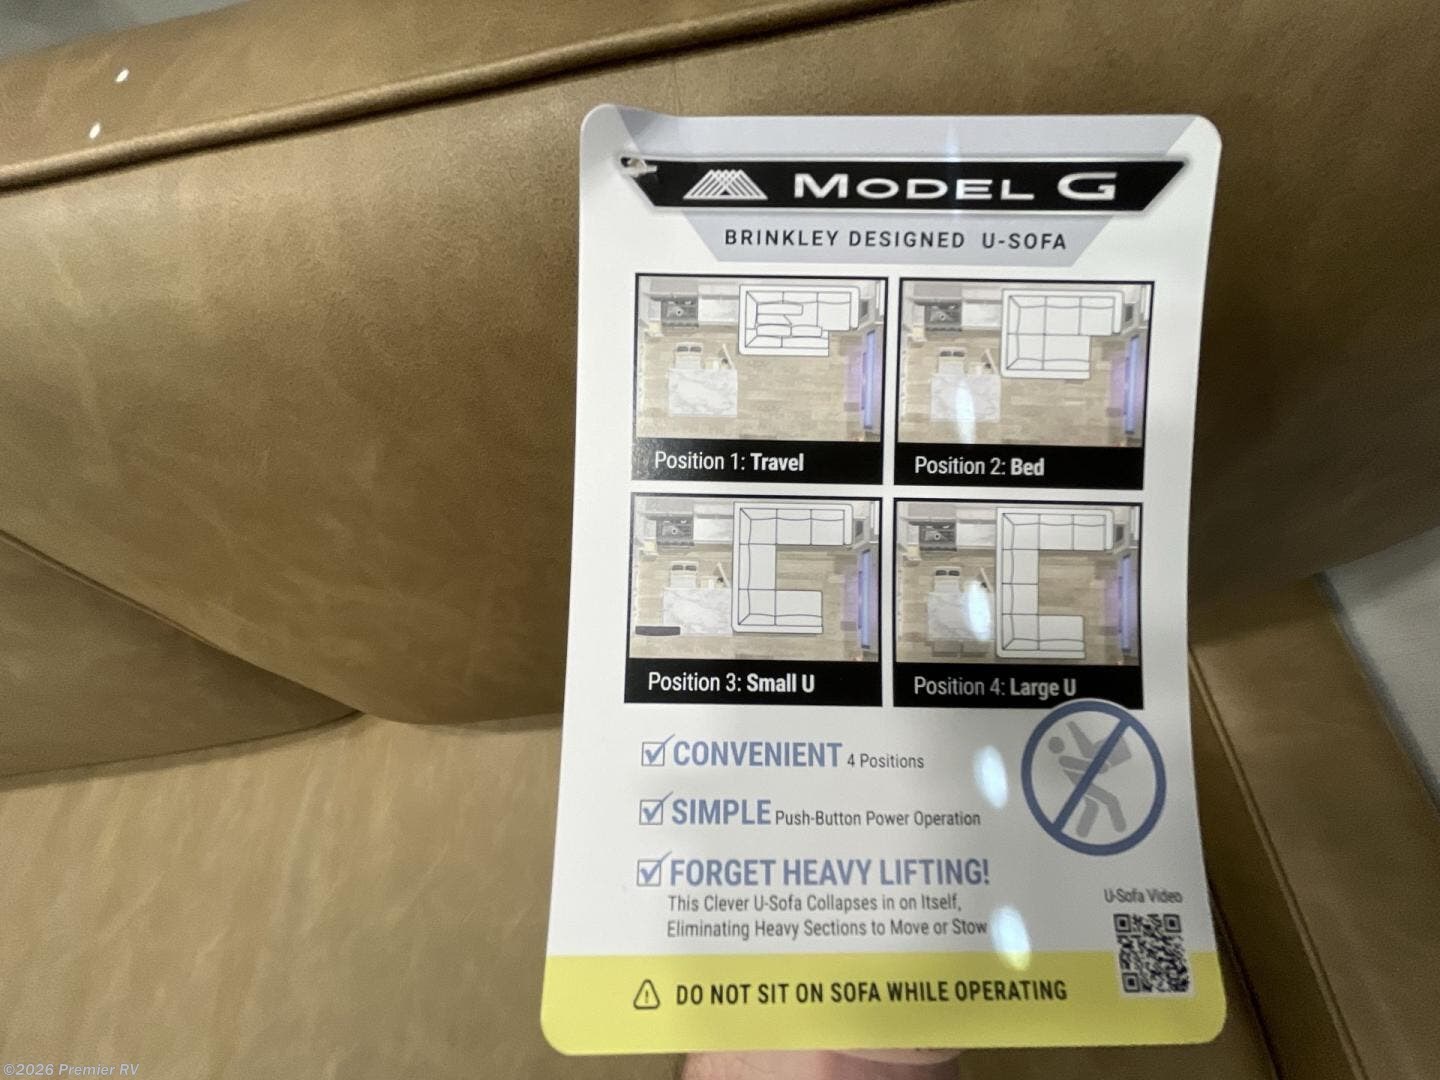 MODEL G
BRINKLEY DESIGNED U-SOFA
Position 1: Travel
Position 2: Bed
Position 3: Small U
Position 4: Large U
CONVENIENT 4 Positions
SIMPLE Push-Button Power Operation
FORGET HEAVY LIFTING!
This Clever U-Sofa Collapses in on Itself,
Eliminating Heavy Sections to Move or Stow
U-Sofa Video
DO NOT SIT ON SOFA WHILE OPERATING
©2026 Premier RV